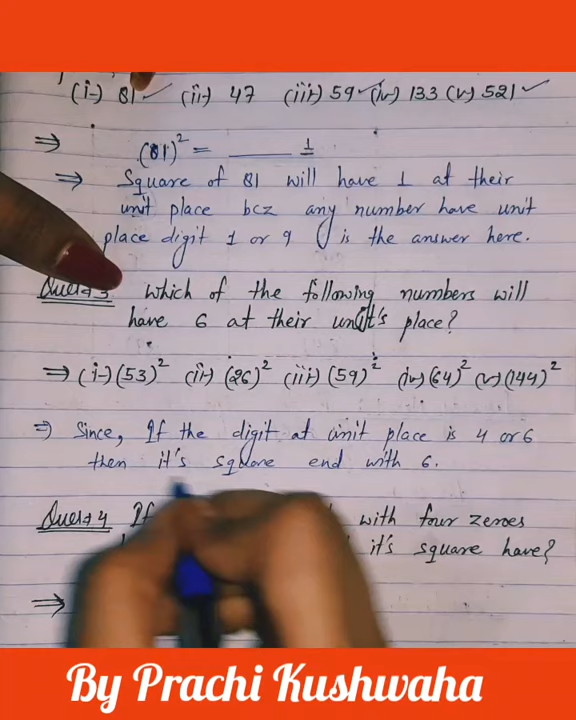 (i-) 81 ✓ (ii-) 47 (iii-) 59 ✓ (iv-) 133 (v-) 521 ✓
⇒ (81)² = ______ 1
⇒ Square of 81 will have 1 at their
unit place bcz any number have unit
place digit 1 or 9 is the answer here.
Ques→3 Which of the following numbers will
have 6 at their unit's place?
⇒ (i-) (53)² (ii-) (26)² (iii-) (59)² (iv-) (64)² (v-) (144)²
⇒ Since, If the digit at unit place is 4 or 6
then it's square end with 6.
Ques→4 If with four zeroes
it's square have?
⇒
By Prachi Kushwaha